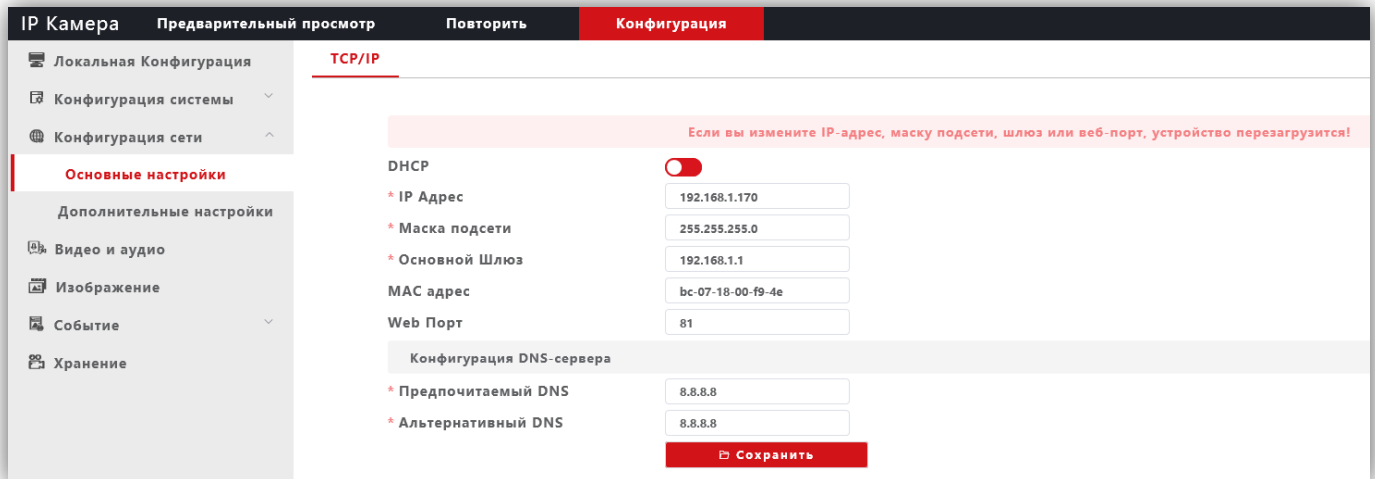 IP Камера Предварительный просмотр Повторить Конфигурация
Локальная Конфигурация
Конфигурация системы
Конфигурация сети
Основные настройки
Дополнительные настройки
Видео и аудио
Изображение
Событие
Хранение
TCP/IP
Если вы измените IP-адрес, маску подсети, шлюз или веб-порт, устройство перезагрузится!
DHCP
* IP Адрес 192.168.1.170
* Маска подсети 255.255.255.0
* Основной Шлюз 192.168.1.1
MAC адрес bc-07-18-00-f9-4e
Web Порт 81
Конфигурация DNS-сервера
* Предпочитаемый DNS 8.8.8.8
* Альтернативный DNS 8.8.8.8
Сохранить